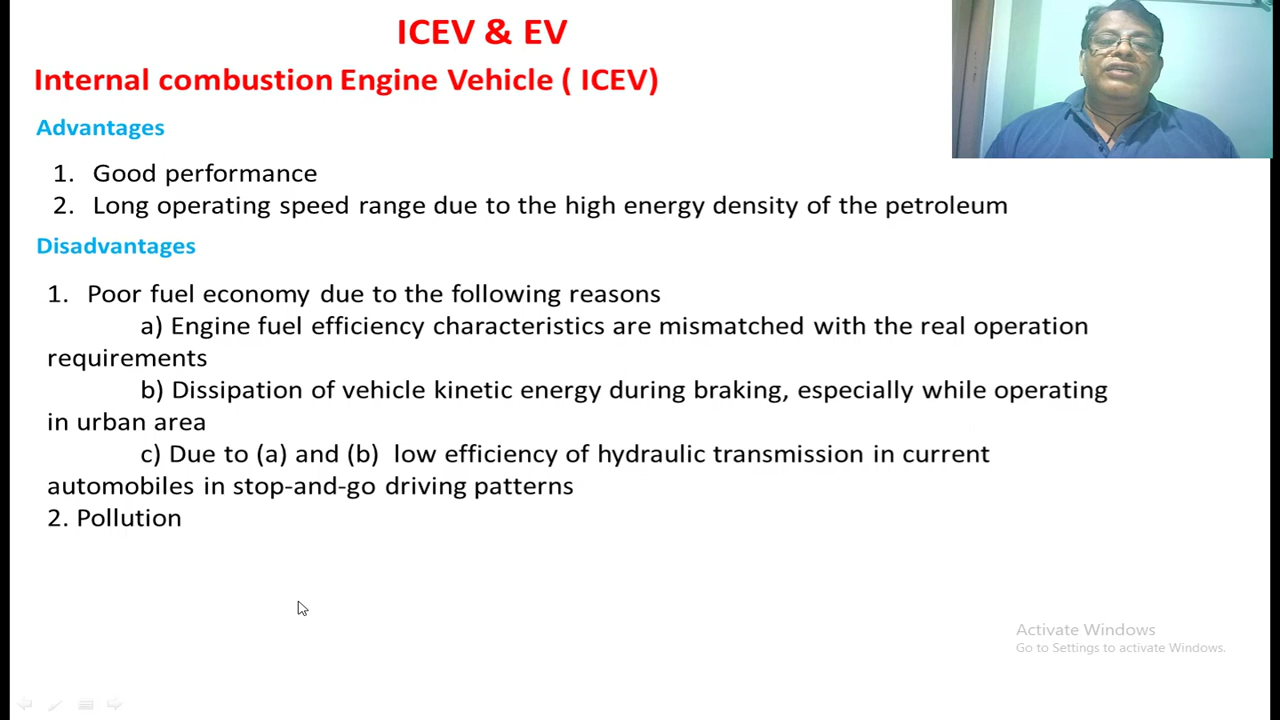 ICEV & EV
Internal combustion Engine Vehicle ( ICEV)
Advantages
1. Good performance
2. Long operating speed range due to the high energy density of the petroleum
Disadvantages
1. Poor fuel economy due to the following reasons
a) Engine fuel efficiency characteristics are mismatched with the real operation
requirements
b) Dissipation of vehicle kinetic energy during braking, especially while operating
in urban area
c) Due to (a) and (b) low efficiency of hydraulic transmission in current
automobiles in stop-and-go driving patterns
2. Pollution
Activate Windows
Go to Settings to activate Windows.